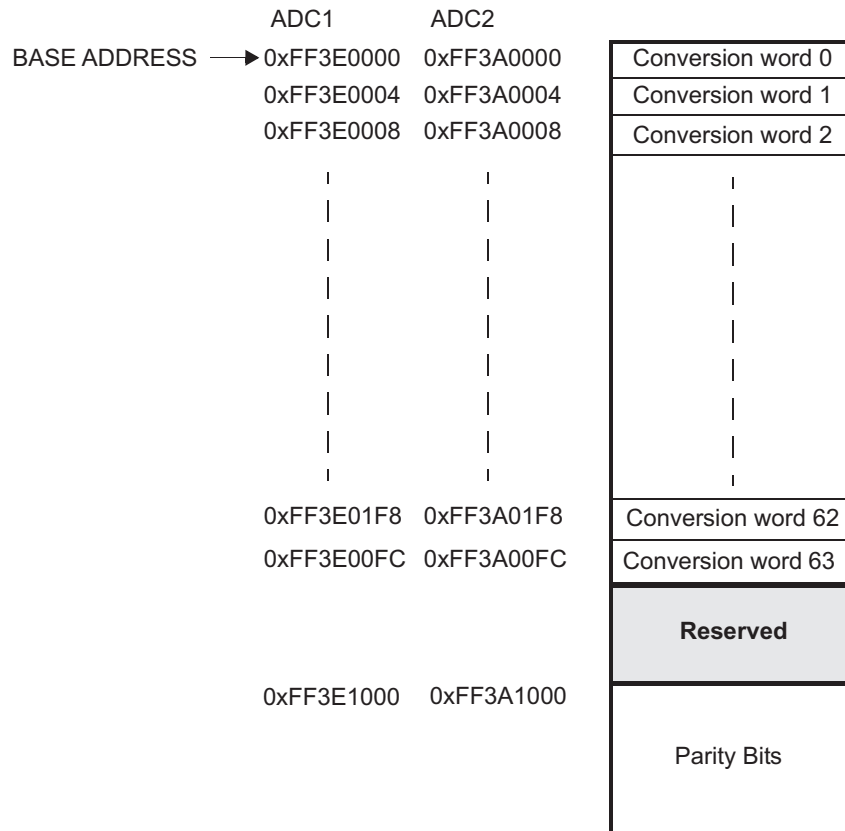 ADC1 ADC2
BASE ADDRESS 0xFF3E0000 0xFF3A0000 Conversion word 0
0xFF3E0004 0xFF3A0004 Conversion word 1
0xFF3E0008 0xFF3A0008 Conversion word 2
0xFF3E01F8 0xFF3A01F8 Conversion word 62
0xFF3E00FC 0xFF3A00FC Conversion word 63
Reserved
0xFF3E1000 0xFF3A1000
Parity Bits